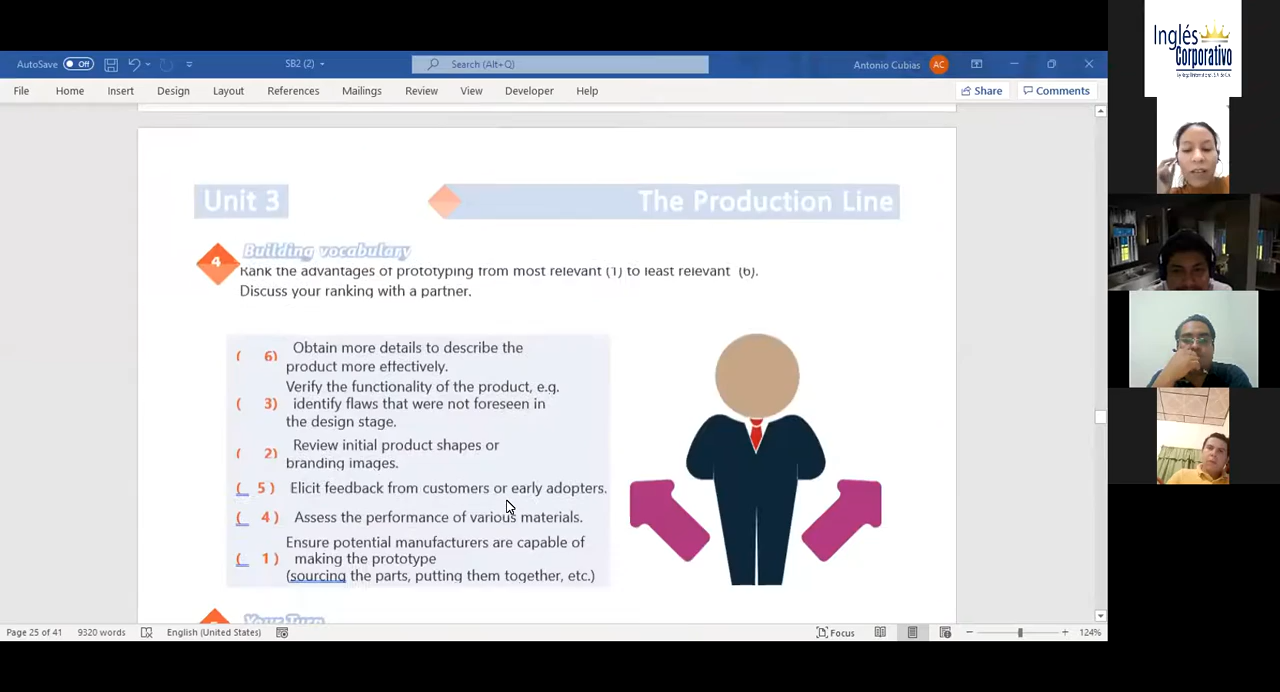 AutoSave Off SB2 (2) Search (Alt+Q) Antonio Cubias AC
File Home Insert Design Layout References Mailings Review View Developer Help Share Comments
Unit 3 The Production Line
4 Building vocabulary
Rank the advantages of prototyping from most relevant (1) to least relevant (6).
Discuss your ranking with a partner.
( 6) Obtain more details to describe the
product more effectively.
Verify the functionality of the product, e.g.
( 3) identify flaws that were not foreseen in
the design stage.
( 2) Review initial product shapes or
branding images.
( 5 ) Elicit feedback from customers or early adopters.
( 4 ) Assess the performance of various materials.
Ensure potential manufacturers are capable of
( 1 ) making the prototype
(sourcing the parts, putting them together, etc.)
Your Turn
Page 25 of 41 9320 words English (United States) Focus 124%
Inglés
Corporativo